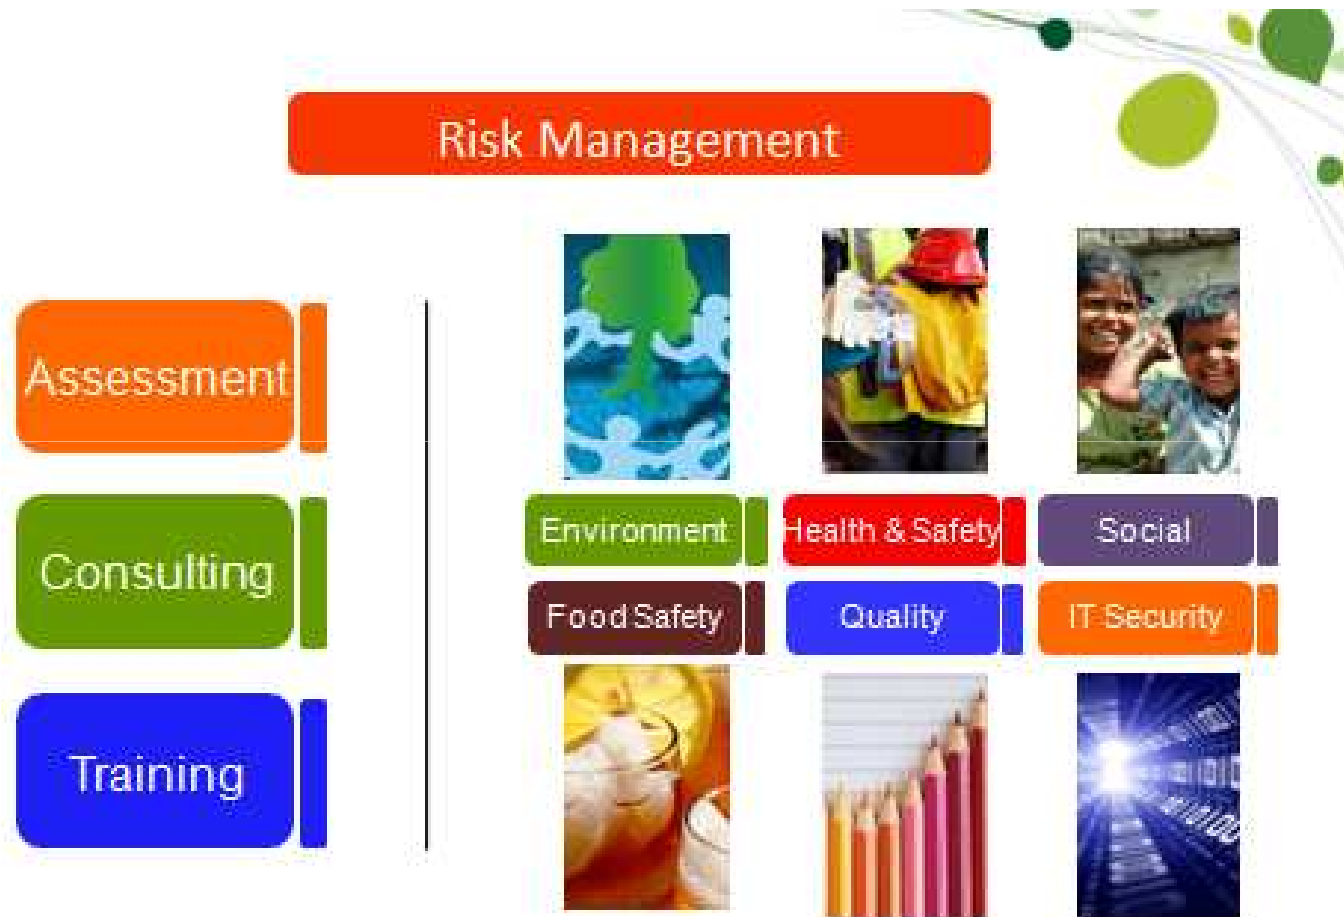 Risk Management
Assessment
Consulting
Training
Environment
Health & Safety
Social
Food Safety
Quality
IT Security